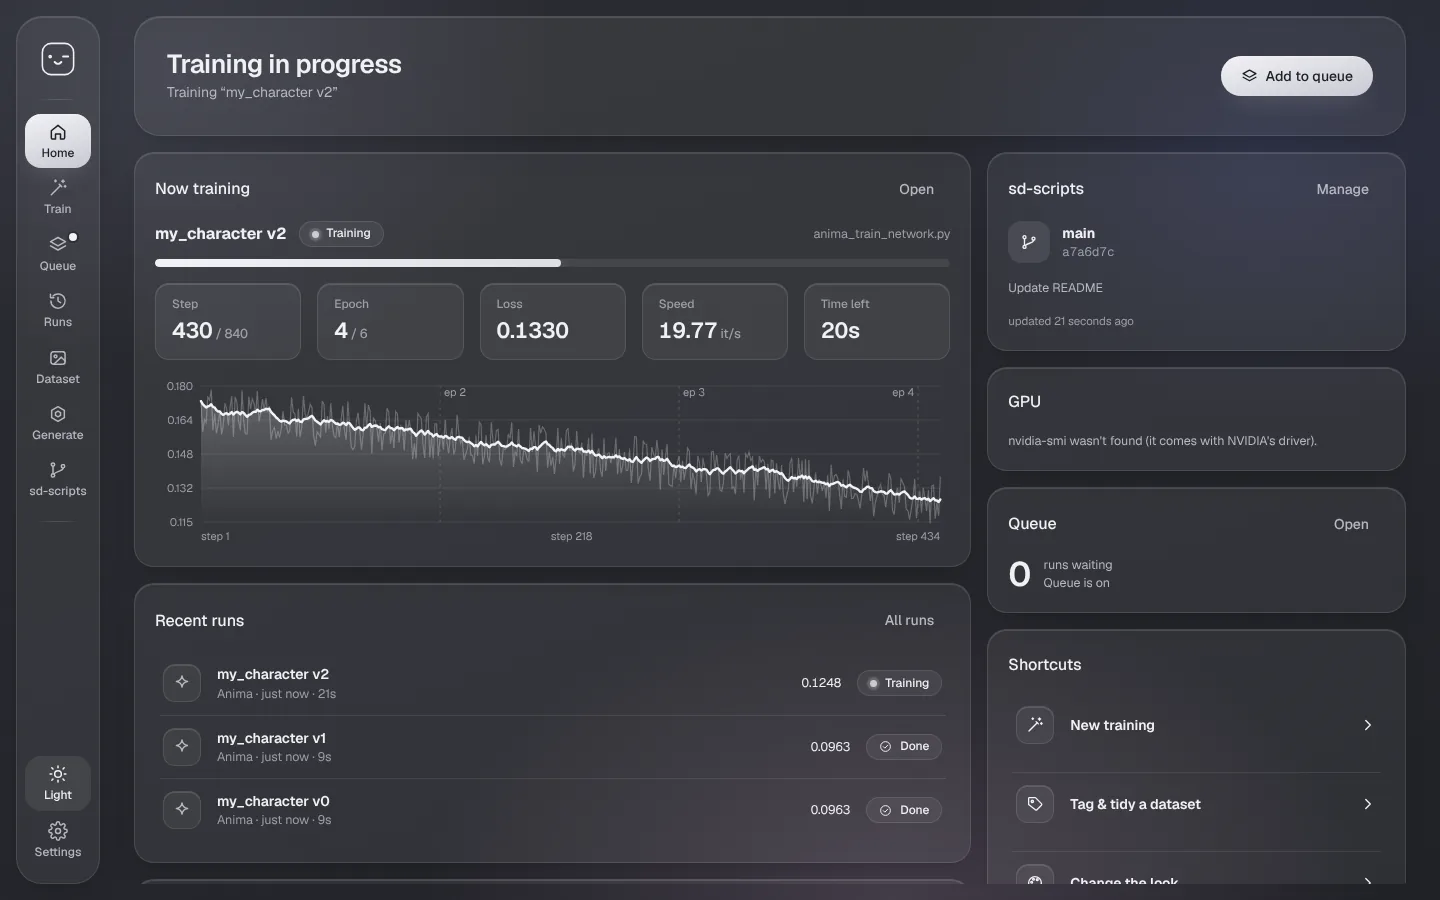 Training in progress
Training “my_character v2”
Add to queue
Home
Train
Queue
Runs
Dataset
Generate
sd-scripts
Light
Settings
Now training
Open
my_character v2
Training
anima_train_network.py
Step
430 / 840
Epoch
4 / 6
Loss
0.1330
Speed
19.77 it/s
Time left
20s
0.180
0.164
0.148
0.132
0.115
ep 2
ep 3
ep 4
step 1
step 218
step 434
Recent runs
All runs
my_character v2
Anima · just now · 21s
0.1248
Training
my_character v1
Anima · just now · 9s
0.0963
Done
my_character v0
Anima · just now · 9s
0.0963
Done
sd-scripts
Manage
main
a7a6d7c
Update README
updated 21 seconds ago
GPU
nvidia-smi wasn't found (it comes with NVIDIA's driver).
Queue
Open
0
runs waiting
Queue is on
Shortcuts
New training
Tag & tidy a dataset
Change the look